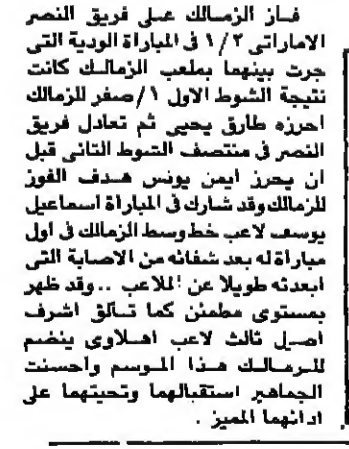 فاز الزمالك على فريق النصر
الاماراتى ٢ / ١ فى المباراة الودية التى
جرت بينهما بملعب الزمالك كانت
نتيجة الشوط الاول ١ / صفر للزمالك
احرزه طارق يحيى ثم تعادل فريق
النصر فى منتصف الشوط الثانى قبل
ان يحرز ايمن يونس هدف الفوز
للزمالك وقد شارك فى المباراة اسماعيل
يوسف لاعب خط وسط الزمالك فى اول
مباراة له بعد شفائه من الاصابة التى
ابعدته طويلا عن الملاعب .. وقد ظهر
بمستوى مطمئن كما تألق اشرف
اصيل ثالث لاعب اهلاوى ينضم
للزمالك هذا الموسم واحسنت
الجماهير استقبالهما وتحيتهما على
ادائهما المميز .